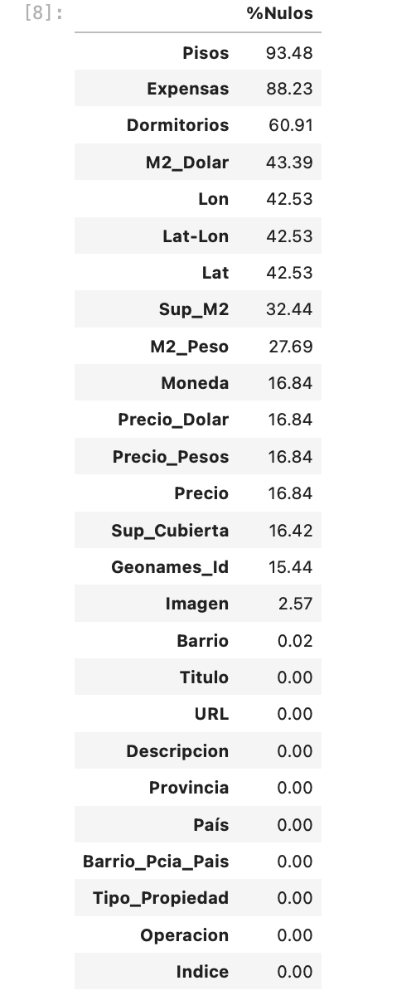 [8]: %Nulos
Pisos 93.48
Expensas 88.23
Dormitorios 60.91
M2_Dolar 43.39
Lon 42.53
Lat-Lon 42.53
Lat 42.53
Sup_M2 32.44
M2_Peso 27.69
Moneda 16.84
Precio_Dolar 16.84
Precio_Pesos 16.84
Precio 16.84
Sup_Cubierta 16.42
Geonames_Id 15.44
Imagen 2.57
Barrio 0.02
Titulo 0.00
URL 0.00
Descripcion 0.00
Provincia 0.00
País 0.00
Barrio_Pcia_Pais 0.00
Tipo_Propiedad 0.00
Operacion 0.00
Indice 0.00